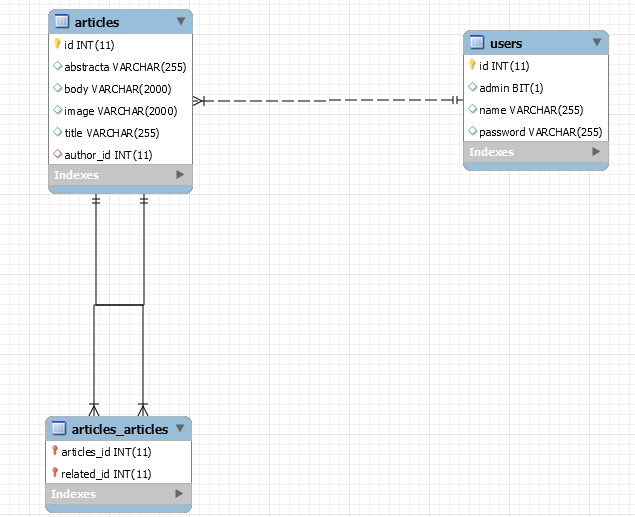 articles
id INT(11)
abstracta VARCHAR(255)
body VARCHAR(2000)
image VARCHAR(2000)
title VARCHAR(255)
author_id INT(11)
Indexes
users
id INT(11)
admin BIT(1)
name VARCHAR(255)
password VARCHAR(255)
Indexes
articles_articles
articles_id INT(11)
related_id INT(11)
Indexes